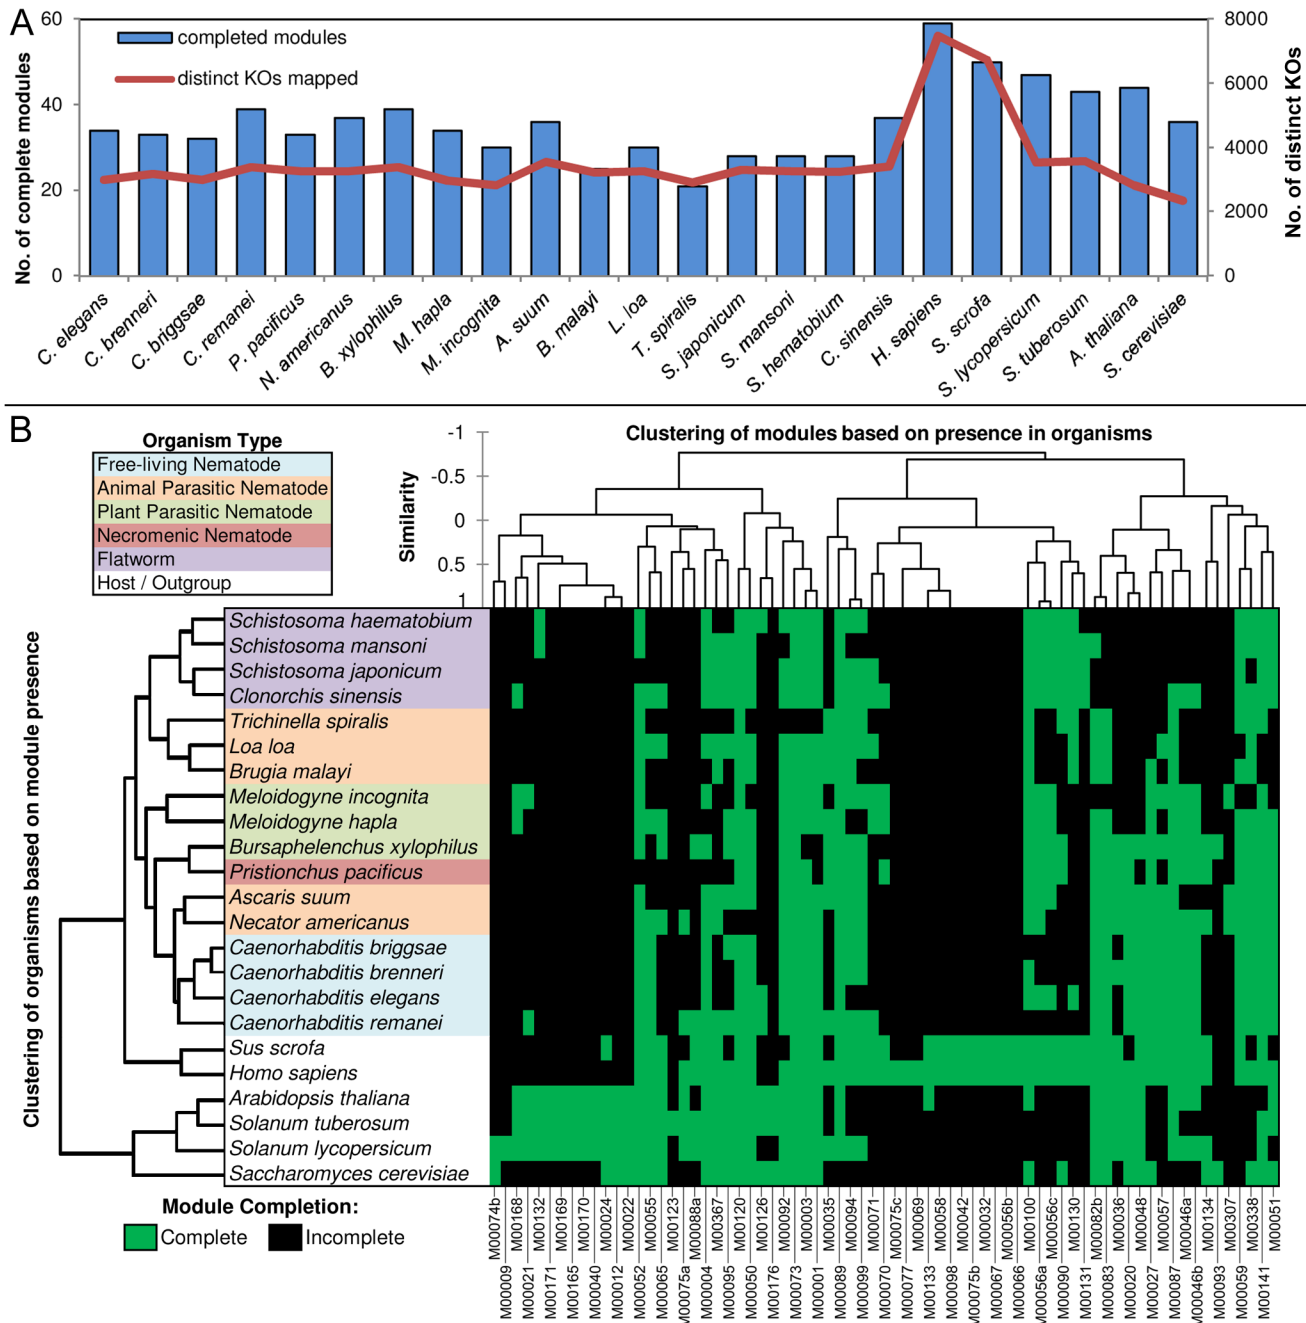 A
60
40
20
0
No. of complete modules
completed modules
distinct KOs mapped
8000
6000
4000
2000
0
No. of distinct KOs
C. elegans
C. brenneri
C. briggsae
C. remanei
P. pacificus
N. americanus
B. xylophilus
M. hapla
M. incognita
A. suum
B. malayi
L. loa
T. spiralis
S. japonicum
S. mansoni
S. hematobium
C. sinensis
H. sapiens
S. scrofa
S. lycopersicum
S. tuberosum
A. thaliana
S. cerevisiae
B
Organism Type
Free-living Nematode
Animal Parasitic Nematode
Plant Parasitic Nematode
Necromenic Nematode
Flatworm
Host / Outgroup
Clustering of modules based on presence in organisms
Similarity
-1
-0.5
0
0.5
1
Clustering of organisms based on module presence
Schistosoma haematobium
Schistosoma mansoni
Schistosoma japonicum
Clonorchis sinensis
Trichinella spiralis
Loa loa
Brugia malayi
Meloidogyne incognita
Meloidogyne hapla
Bursaphelenchus xylophilus
Pristionchus pacificus
Ascaris suum
Necator americanus
Caenorhabditis briggsae
Caenorhabditis brenneri
Caenorhabditis elegans
Caenorhabditis remanei
Sus scrofa
Homo sapiens
Arabidopsis thaliana
Solanum tuberosum
Solanum lycopersicum
Saccharomyces cerevisiae
Module Completion:
Complete
Incomplete
M00074b
M00009
M00168
M00021
M00132
M00171
M00169
M00165
M00170
M00040
M00024
M00012
M00022
M00052
M00055
M00065
M00123
M00075a
M00088a
M00004
M00367
M00095
M00120
M00050
M00126
M00176
M00092
M00073
M00003
M00001
M00035
M00089
M00094
M00099
M00071
M00070
M00075c
M00077
M00069
M00133
M00058
M00098
M00042
M00075b
M00032
M00067
M00056b
M00066
M00100
M00056a
M00056c
M00090
M00130
M00131
M00082b
M00083
M00036
M00020
M00048
M00027
M00057
M00087
M00046a
M00046b
M00134
M00093
M00307
M00059
M00338
M00141
M00051